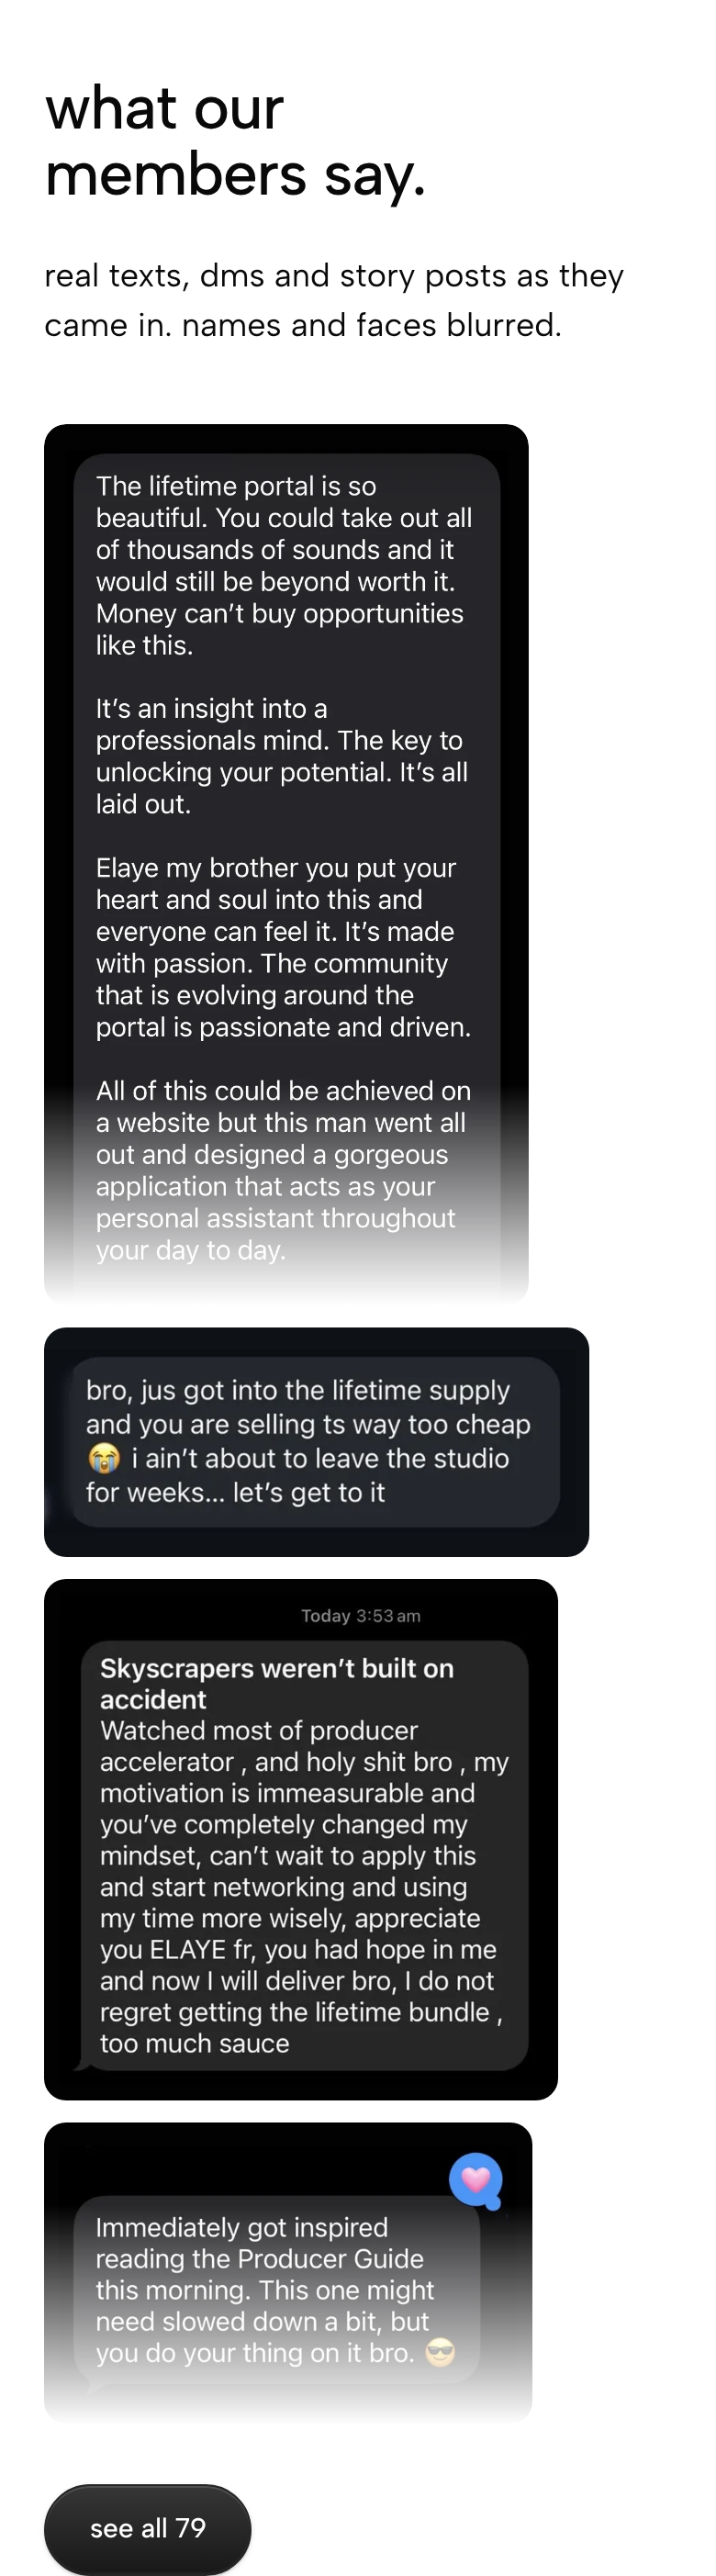 what our
members say.
real texts, dms and story posts as they
came in. names and faces blurred.
The lifetime portal is so
beautiful. You could take out all
of thousands of sounds and it
would still be beyond worth it.
Money can’t buy opportunities
like this.
It’s an insight into a
professionals mind. The key to
unlocking your potential. It’s all
laid out.
Elaye my brother you put your
heart and soul into this and
everyone can feel it. It’s made
with passion. The community
that is evolving around the
portal is passionate and driven.
All of this could be achieved on
a website but this man went all
out and designed a gorgeous
application that acts as your
personal assistant throughout
your day to day.
bro, jus got into the lifetime supply
and you are selling ts way too cheap
😭 i ain’t about to leave the studio
for weeks... let’s get to it
Today 3:53 am
Skyscrapers weren’t built on
accident
Watched most of producer
accelerator , and holy shit bro , my
motivation is immeasurable and
you’ve completely changed my
mindset, can’t wait to apply this
and start networking and using
my time more wisely, appreciate
you ELAYE fr, you had hope in me
and now I will deliver bro, I do not
regret getting the lifetime bundle ,
too much sauce
Immediately got inspired
reading the Producer Guide
this morning. This one might
need slowed down a bit, but
you do your thing on it bro. 😎
see all 79